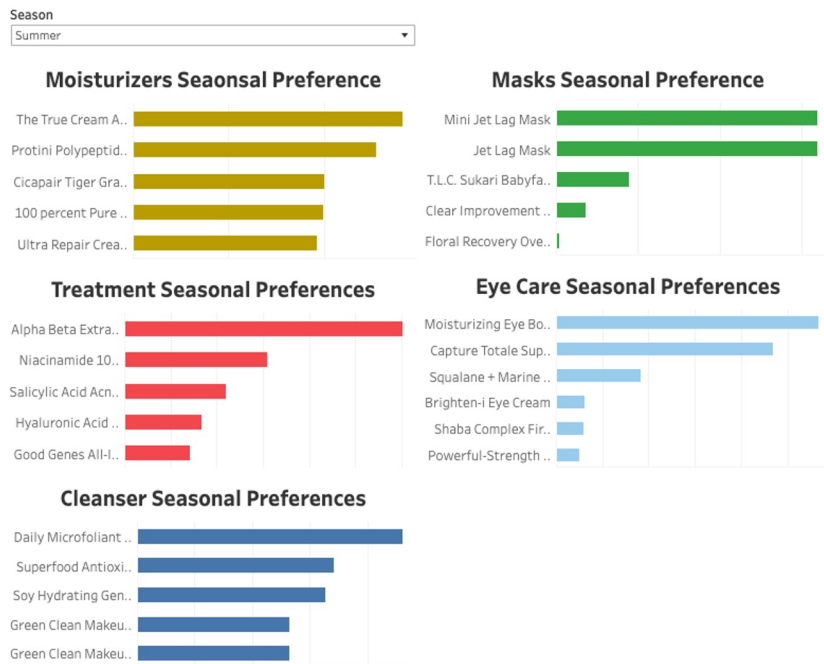 Season
Summer
Moisturizers Seaonsal Preference
The True Cream A..
Protini Polypeptid..
Cicapair Tiger Gra..
100 percent Pure ..
Ultra Repair Crea..
Masks Seasonal Preference
Mini Jet Lag Mask
Jet Lag Mask
T.L.C. Sukari Babyfa..
Clear Improvement ..
Floral Recovery Ove..
Treatment Seasonal Preferences
Alpha Beta Extra..
Niacinamide 10..
Salicylic Acid Acn..
Hyaluronic Acid ..
Good Genes All-I..
Eye Care Seasonal Preferences
Moisturizing Eye Bo..
Capture Totale Sup..
Squalane + Marine ..
Brighten-i Eye Cream
Shaba Complex Fir..
Powerful-Strength ..
Cleanser Seasonal Preferences
Daily Microfoliant ..
Superfood Antioxi..
Soy Hydrating Gen..
Green Clean Makeu..
Green Clean Makeu..